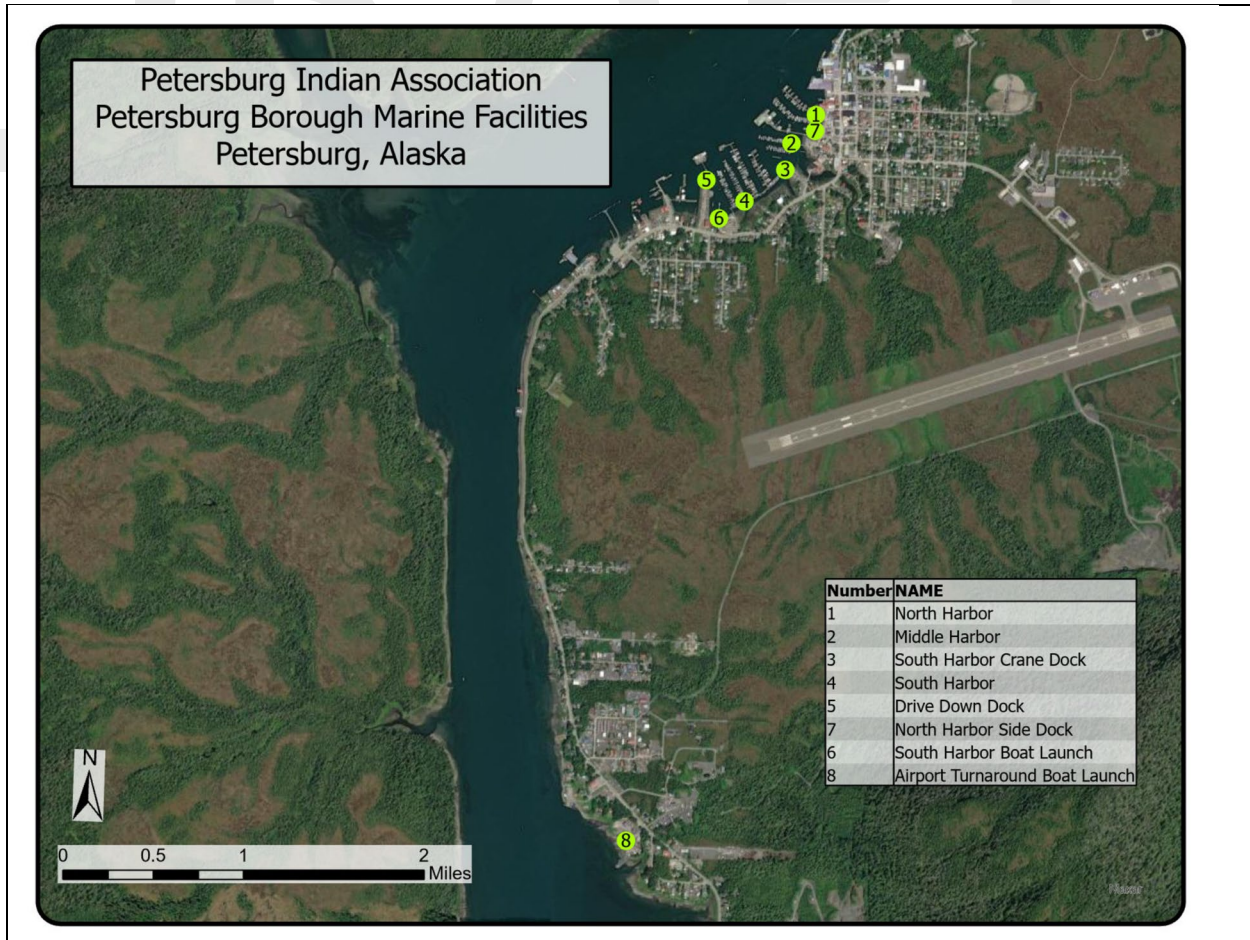 Petersburg Indian Association
Petersburg Borough Marine Facilities
Petersburg, Alaska
1
7
2
3
5
4
6
8
Number NAME
1 North Harbor
2 Middle Harbor
3 South Harbor Crane Dock
4 South Harbor
5 Drive Down Dock
7 North Harbor Side Dock
6 South Harbor Boat Launch
8 Airport Turnaround Boat Launch
N
0 0.5 1 2
Miles